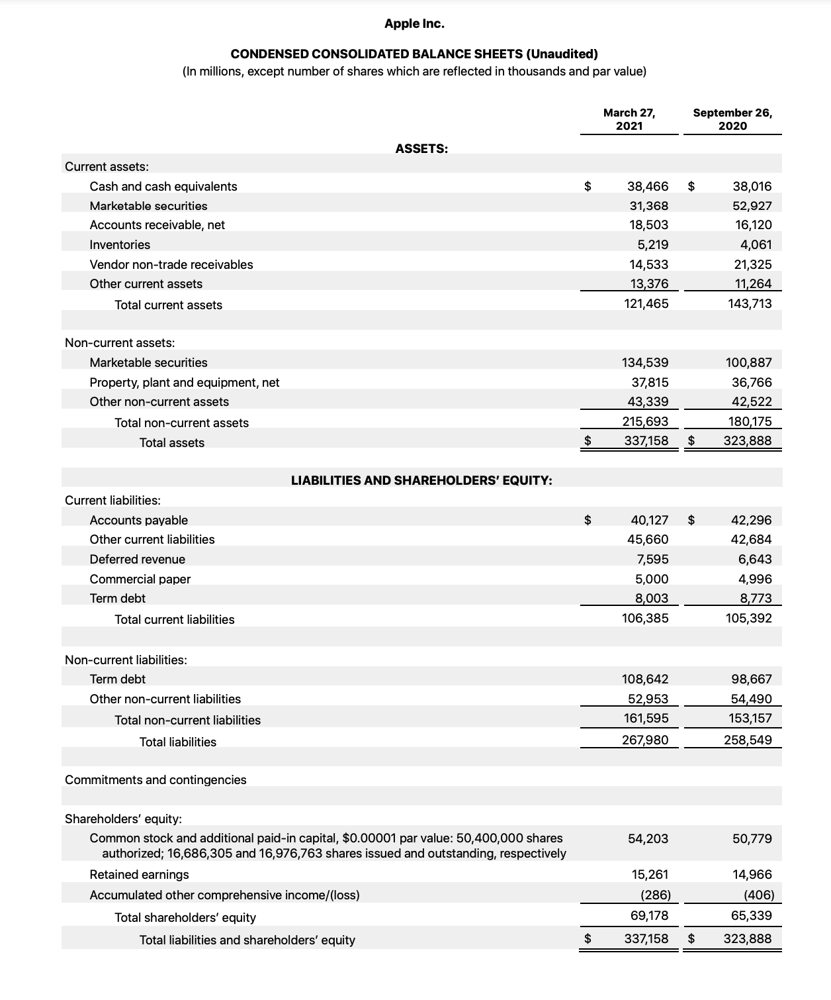 Apple Inc.
CONDENSED CONSOLIDATED BALANCE SHEETS (Unaudited)
(In millions, except number of shares which are reflected in thousands and par value)
March 27, 2021 September 26, 2020
ASSETS:
Current assets:
Cash and cash equivalents $ 38,466 $ 38,016
Marketable securities 31,368 52,927
Accounts receivable, net 18,503 16,120
Inventories 5,219 4,061
Vendor non-trade receivables 14,533 21,325
Other current assets 13,376 11,264
Total current assets 121,465 143,713
Non-current assets:
Marketable securities 134,539 100,887
Property, plant and equipment, net 37,815 36,766
Other non-current assets 43,339 42,522
Total non-current assets 215,693 180,175
Total assets $ 337,158 $ 323,888
LIABILITIES AND SHAREHOLDERS’ EQUITY:
Current liabilities:
Accounts payable $ 40,127 $ 42,296
Other current liabilities 45,660 42,684
Deferred revenue 7,595 6,643
Commercial paper 5,000 4,996
Term debt 8,003 8,773
Total current liabilities 106,385 105,392
Non-current liabilities:
Term debt 108,642 98,667
Other non-current liabilities 52,953 54,490
Total non-current liabilities 161,595 153,157
Total liabilities 267,980 258,549
Commitments and contingencies
Shareholders’ equity:
Common stock and additional paid-in capital, $0.00001 par value: 50,400,000 shares 54,203 50,779
authorized; 16,686,305 and 16,976,763 shares issued and outstanding, respectively
Retained earnings 15,261 14,966
Accumulated other comprehensive income/(loss) (286) (406)
Total shareholders’ equity 69,178 65,339
Total liabilities and shareholders’ equity $ 337,158 $ 323,888